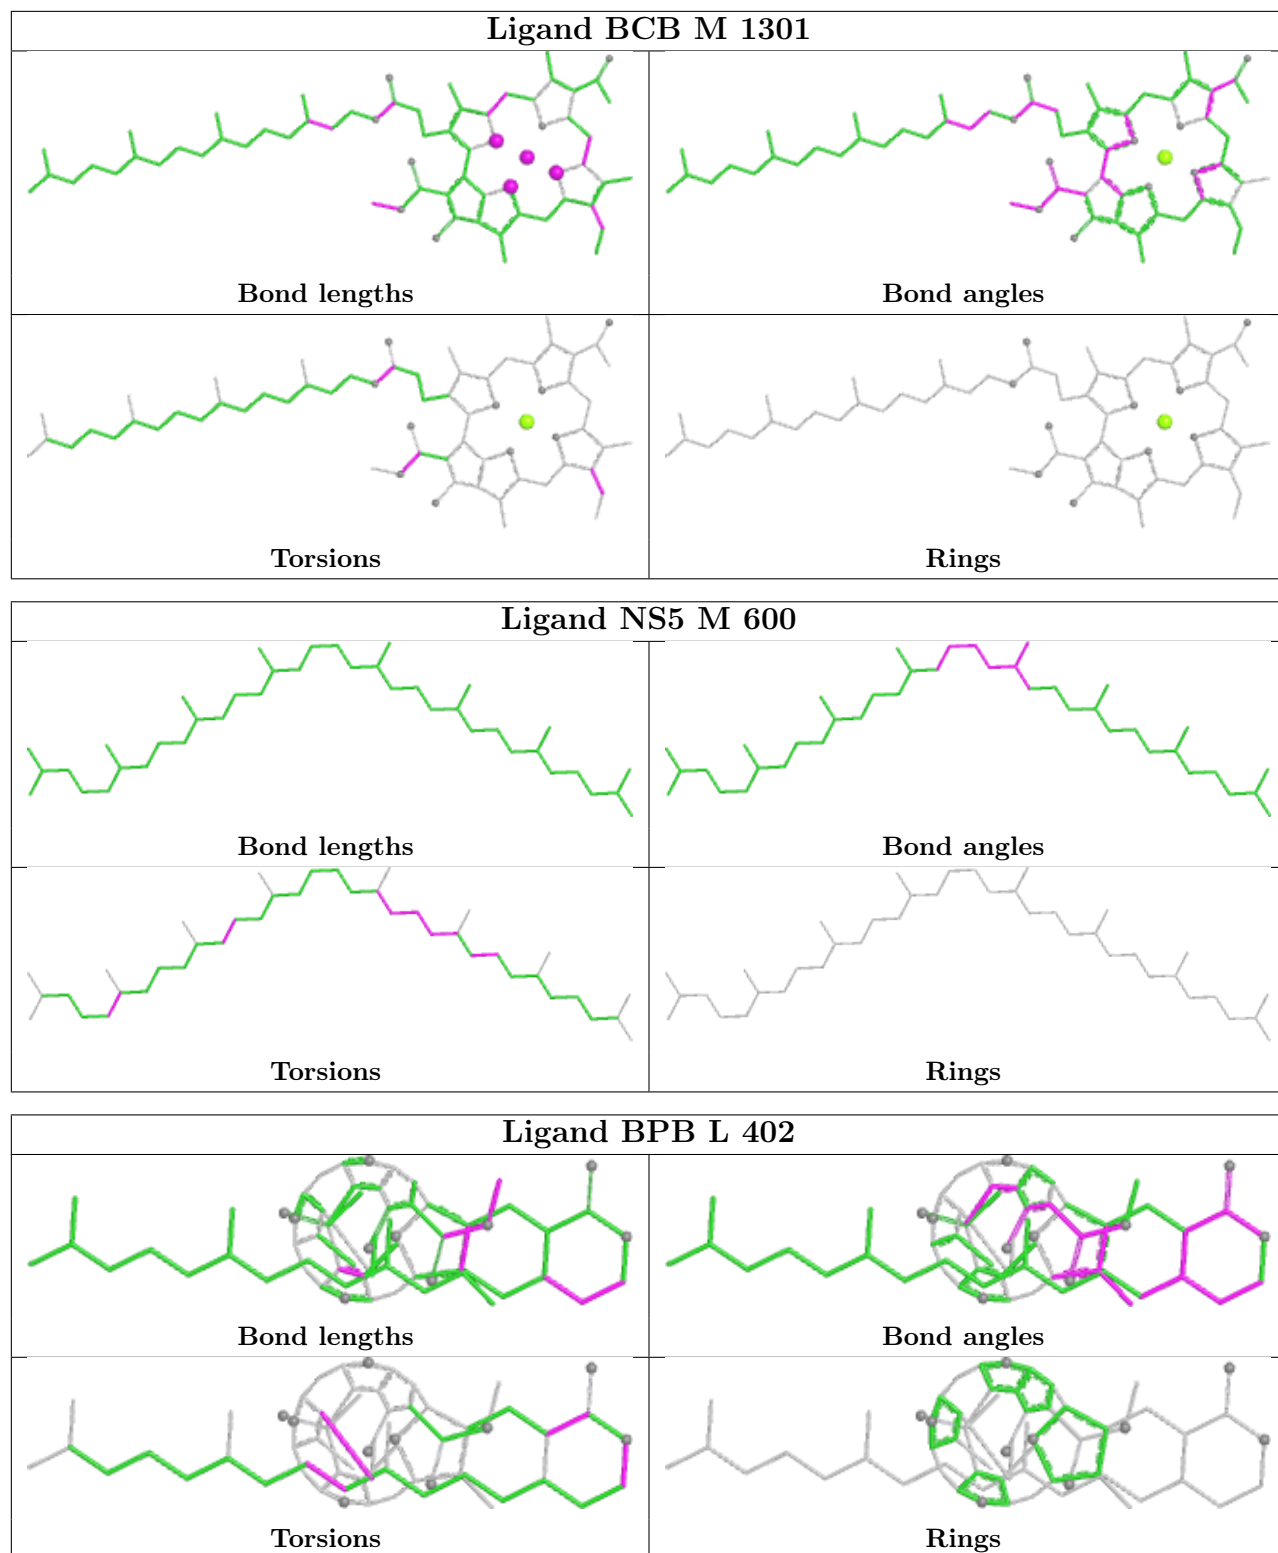 Ligand BCB M 1301
Bond lengths
Bond angles
Torsions
Rings
Ligand NS5 M 600
Bond lengths
Bond angles
Torsions
Rings
Ligand BPB L 402
Bond lengths
Bond angles
Torsions
Rings